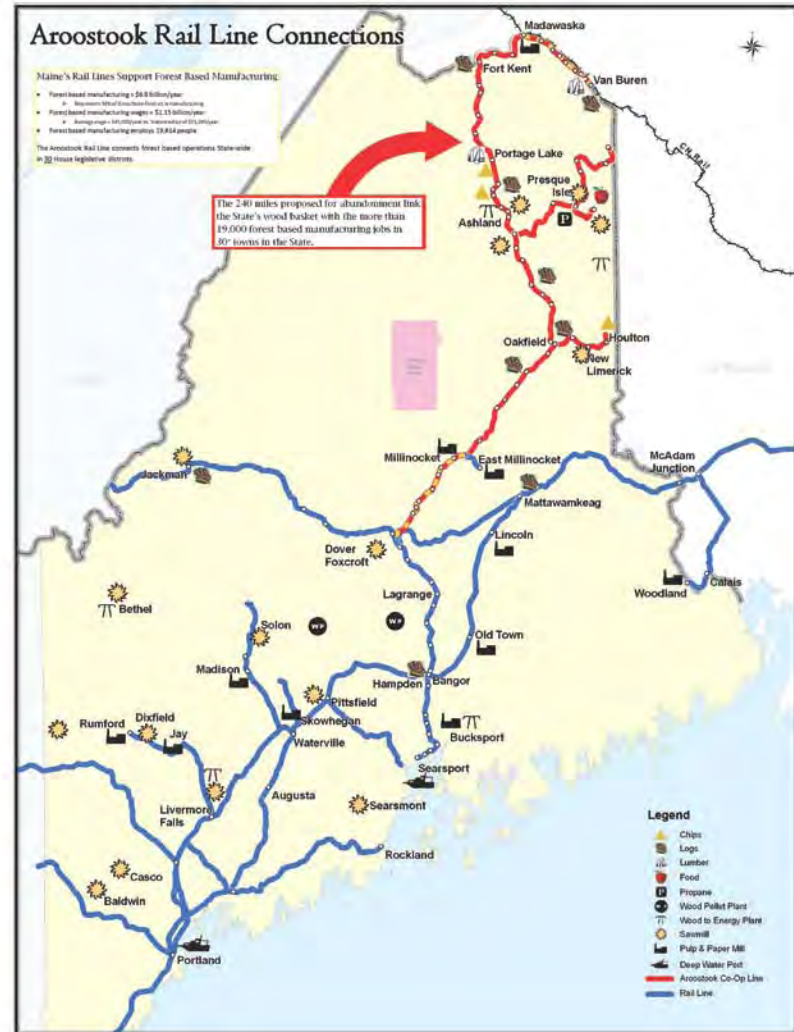 Aroostook Rail Line Connections
Maine's Rail Lines Support Forest Based Manufacturing
Forest based manufacturing = $6.8 billion/year
Forest based manufacturing wages = $1.15 billion/year
Forest based manufacturing employs 19,914 people
The Aroostook Rail Line connects forest based operations State-wide
in 30 House legislative districts.
The 240 miles proposed for abandonment link
the State's wood basket with the more than
19,000 forest based manufacturing jobs in
30+ towns in the State.
Madawaska
Fort Kent
Van Buren
CN Rail
Portage Lake
Presque
Isle
Ashland
P
Oakfield
Houlton
New
Limerick
Millinocket
East Millinocket
McAdam
Junction
Jackman
Mattawamkeag
Dover
Foxcroft
Lincoln
Lagrange
Woodland
Calais
Bethel
WP
WP
Solon
Old Town
Madison
Hampden
Bangor
Pittsfield
Skowhegan
Rumford
Dixfield
Jay
Waterville
Bucksport
Searsport
Augusta
Searsmont
Livermore
Falls
Rockland
Casco
Baldwin
Portland
Legend
Chips
Logs
Lumber
Food
P Propane
Wood Pellet Plant
Wood to Energy Plant
Sawmill
Pulp & Paper Mill
Deep Water Port
Aroostook Co-Op Line
Rail Line